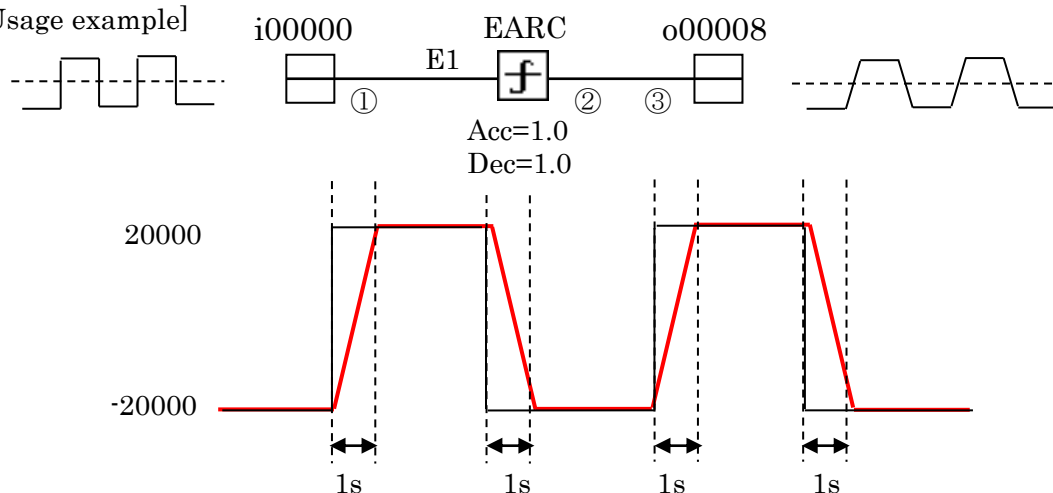 Usage example]
i00000 EARC o00008
E1
① ② ③
Acc=1.0
Dec=1.0
20000
-20000
1s 1s 1s 1s